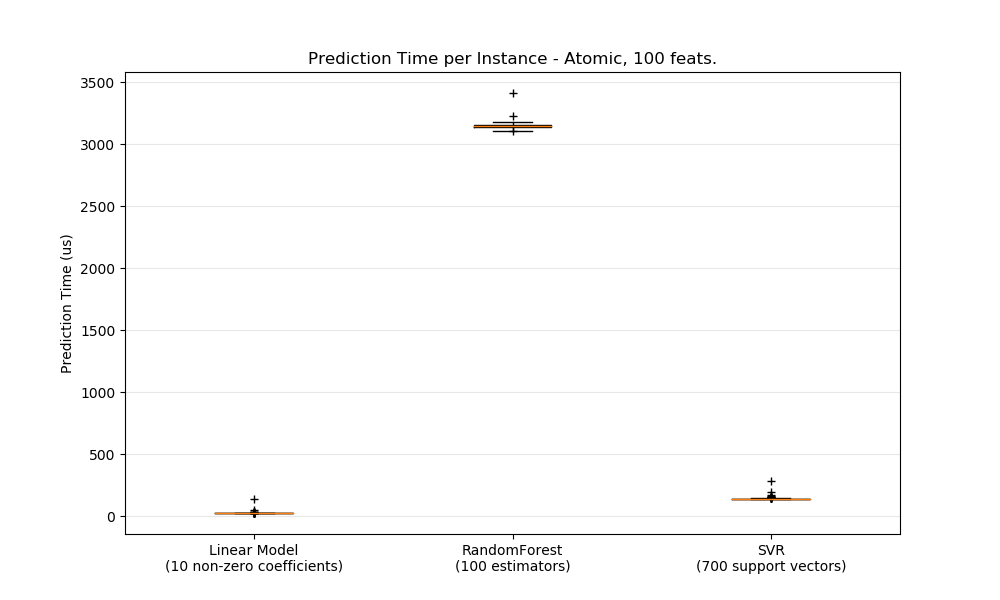 Prediction Time per Instance - Atomic, 100 feats.
3500
3000
2500
2000
1500
1000
500
0
Prediction Time (us)
Linear Model
(10 non-zero coefficients)
RandomForest
(100 estimators)
SVR
(700 support vectors)